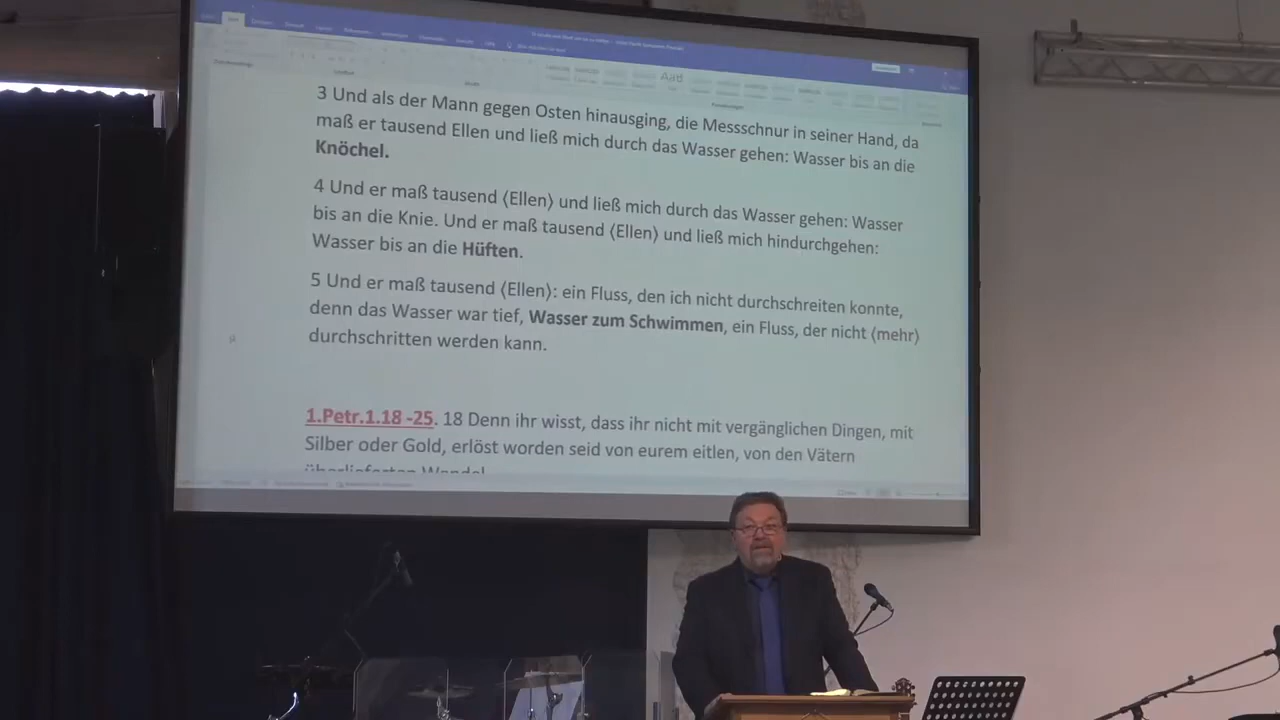 3 Und als der Mann gegen Osten hinausging, die Messschnur in seiner Hand, da
maß er tausend Ellen und ließ mich durch das Wasser gehen: Wasser bis an die
Knöchel.
4 Und er maß tausend ⟨Ellen⟩ und ließ mich durch das Wasser gehen: Wasser
bis an die Knie. Und er maß tausend ⟨Ellen⟩ und ließ mich hindurchgehen:
Wasser bis an die Hüften.
5 Und er maß tausend ⟨Ellen⟩: ein Fluss, den ich nicht durchschreiten konnte,
denn das Wasser war tief, Wasser zum Schwimmen, ein Fluss, der nicht ⟨mehr⟩
durchschritten werden kann.
1.Petr.1.18 -25. 18 Denn ihr wisst, dass ihr nicht mit vergänglichen Dingen, mit
Silber oder Gold, erlöst worden seid von eurem eitlen, von den Vätern
überlieferten Wandel